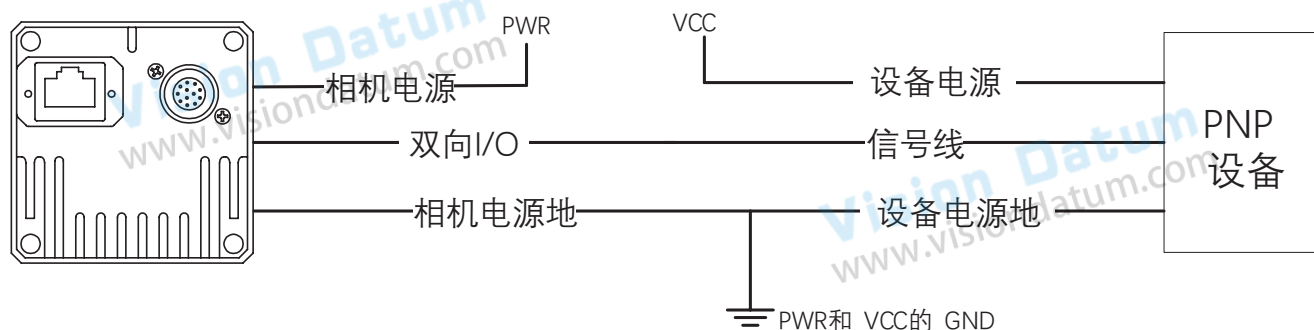 PWR
VCC
相机电源
设备电源
双向I/O
信号线
PNP
设备
相机电源地
设备电源地
PWR和 VCC的 GND
Vision Datum
www.visiondatum.com
Vision Datum
www.visiondatum.com